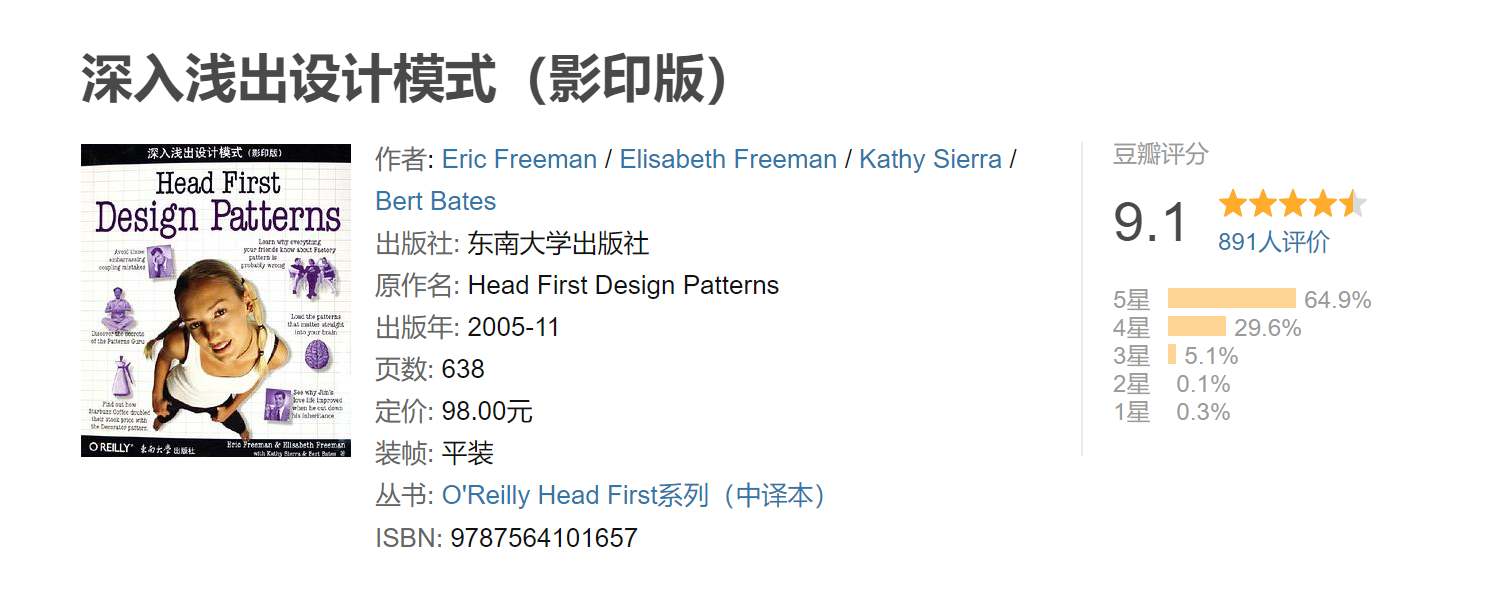 深入浅出设计模式（影印版）
深入浅出设计模式（影印版）
Head First
Design Patterns
Avoid those
embarrassing
coupling mistakes
Learn why everything
your friends know about Factory
pattern is
probably wrong
Discover the secrets
of the Patterns Guru
Load the patterns
that matter straight
into your brain
Find out how
Starbuzz Coffee doubled
their stock price with
the Decorator pattern
See why Jim's
love life improved
when he cut down
his inheritance
O'REILLY®
东南大学出版社
Eric Freeman & Elisabeth Freeman
with Kathy Sierra & Bert Bates 著
作者: Eric Freeman / Elisabeth Freeman / Kathy Sierra /
Bert Bates
出版社: 东南大学出版社
原作名: Head First Design Patterns
出版年: 2005-11
页数: 638
定价: 98.00元
装帧: 平装
丛书: O'Reilly Head First系列（中译本）
ISBN: 9787564101657
豆瓣评分
9.1
891人评价
5星 64.9%
4星 29.6%
3星 5.1%
2星 0.1%
1星 0.3%